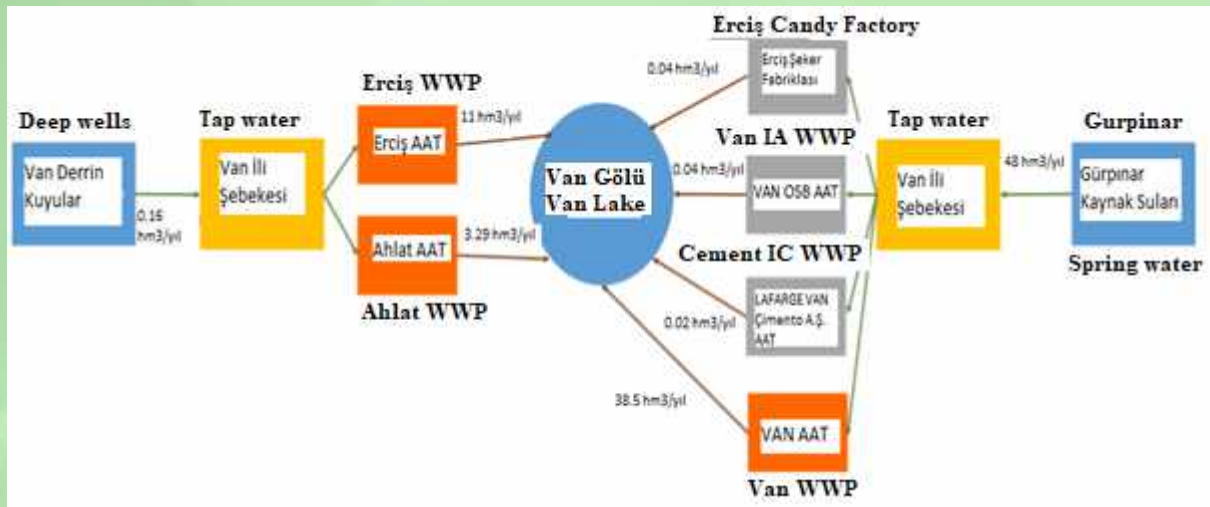 Erciş Candy Factory
Erciş Şeker
Fabriklası
0.04 hm3/yıl
Erciş WWP
11 hm3/yıl
Erciş AAT
Deep wells
Van Derrin
Kuyular
0.16
hm3/yıl
Tap water
Van İli
Şebekesi
Ahlat AAT
3.29 hm3/yıl
Ahlat WWP
Van Gölü
Van Lake
Van IA WWP
0.04 hm3/yıl
VAN OSB AAT
Cement IC WWP
LAFARGE VAN
Çimento A.Ş.
AAT
0.02 hm3/yıl
38.5 hm3/yıl
VAN AAT
Van WWP
Tap water
Van İli
Şebekesi
48 hm3/yıl
Gurpinar
Gürpınar
Kaynak Suları
Spring water